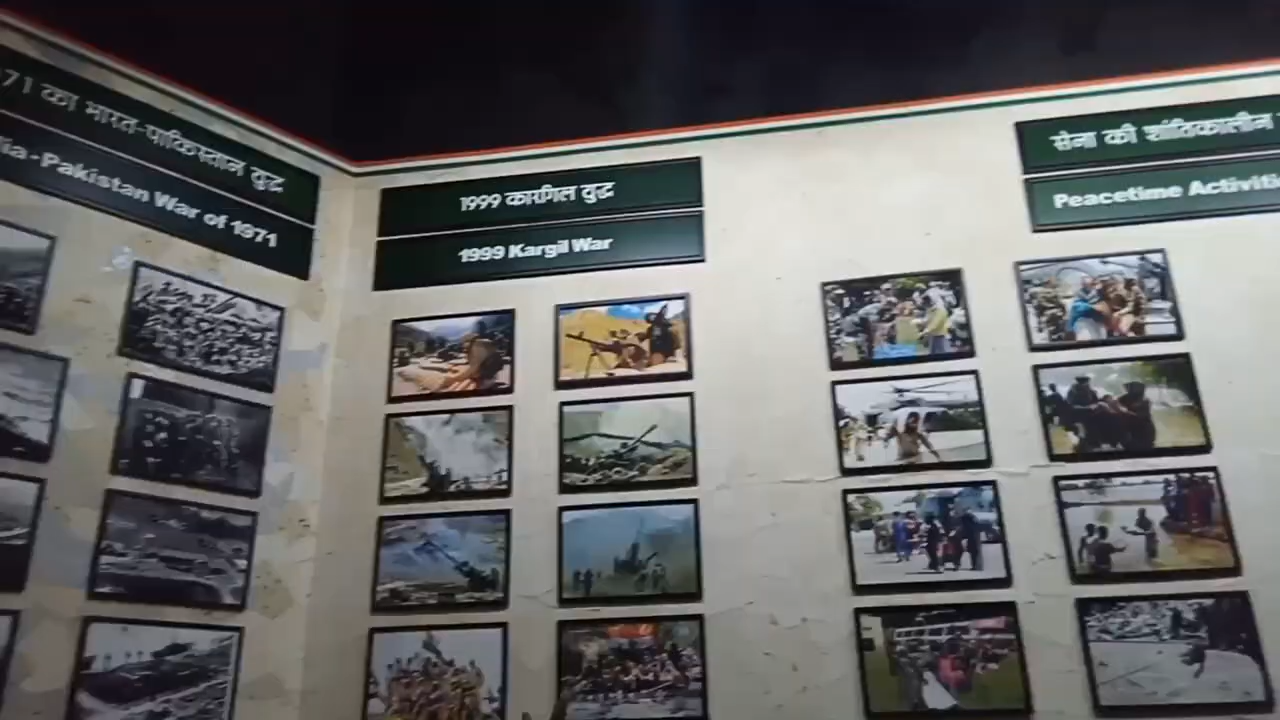 71 का भारत-पाकिस्तान युद्ध
ia-Pakistan War of 1971
1999 कारगिल युद्ध
1999 Kargil War
सेना की शांतिकालीन
Peacetime Activiti